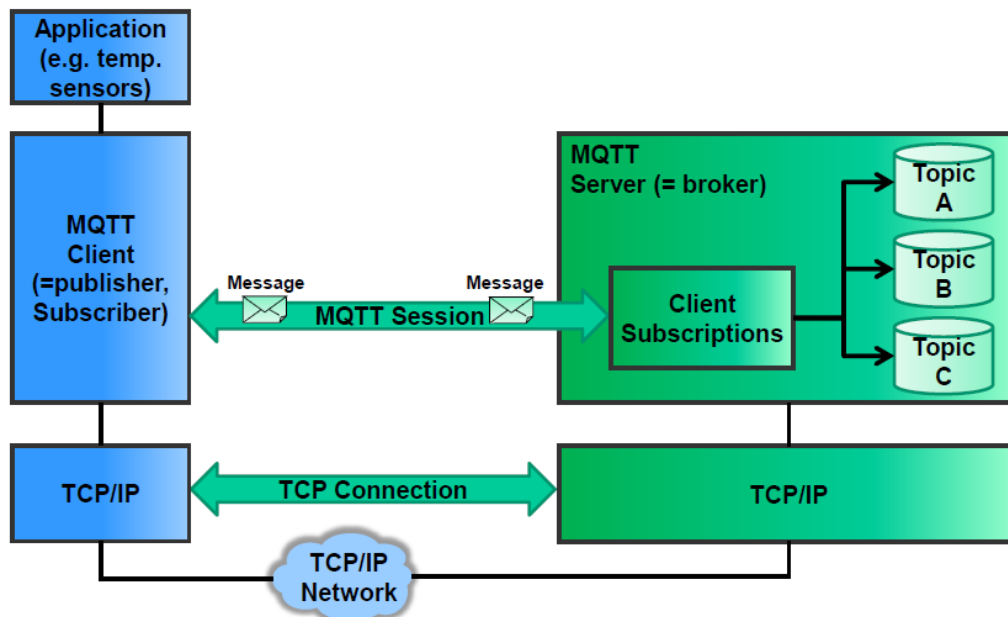 Application
(e.g. temp.
sensors)
MQTT
Client
(=publisher,
Subscriber)
Message
Message
MQTT Session
MQTT
Server (= broker)
Client
Subscriptions
Topic
A
Topic
B
Topic
C
TCP/IP
TCP Connection
TCP/IP
TCP/IP
Network